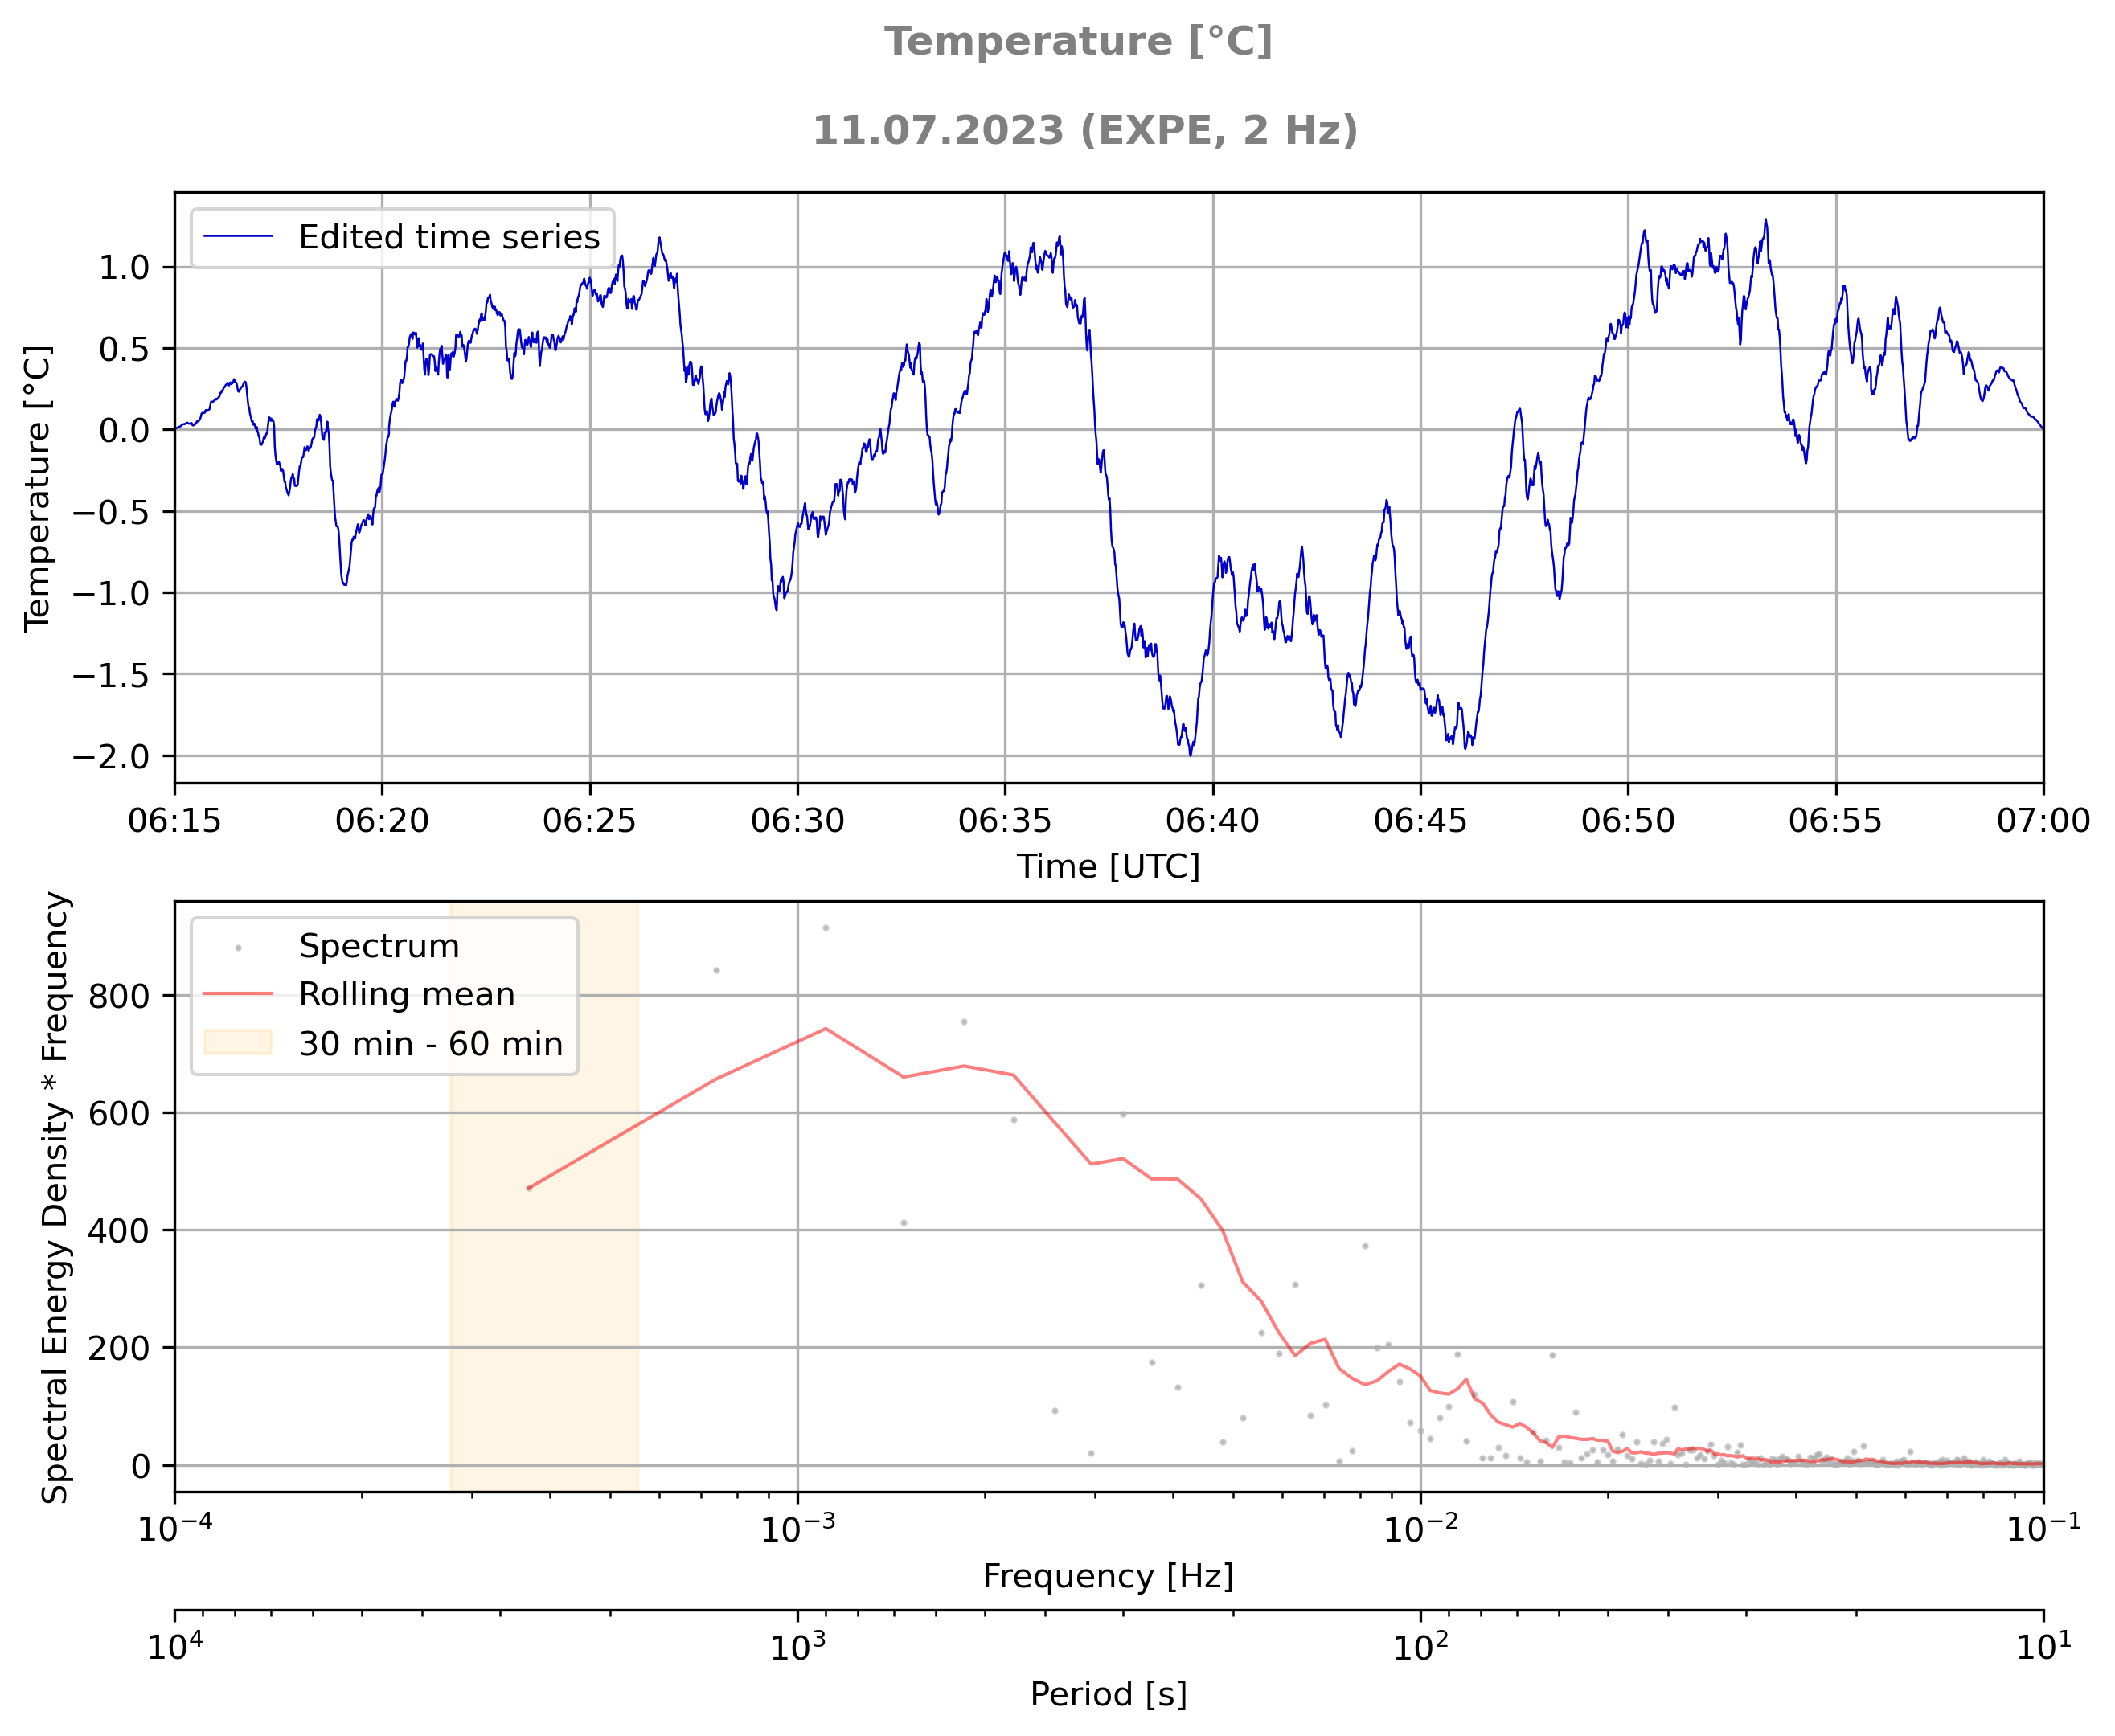 Temperature [°C]
11.07.2023 (EXPE, 2 Hz)
Edited time series
Temperature [°C]
1.0
0.5
0.0
−0.5
−1.0
−1.5
−2.0
06:15 06:20 06:25 06:30 06:35 06:40 06:45 06:50 06:55 07:00
Time [UTC]
Spectrum
Rolling mean
30 min - 60 min
Spectral Energy Density * Frequency
800
600
400
200
0
10⁻⁴ 10⁻³ 10⁻² 10⁻¹
Frequency [Hz]
10⁴ 10³ 10² 10¹
Period [s]